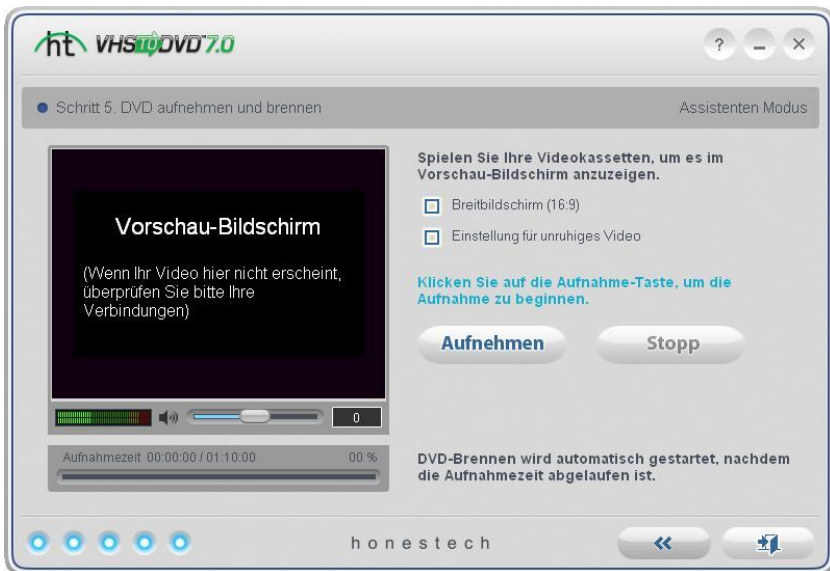 ht VHSTODVD™ 7.0
?
Schritt 5. DVD aufnehmen und brennen
Assistenten Modus
Vorschau-Bildschirm
(Wenn Ihr Video hier nicht erscheint,
überprüfen Sie bitte Ihre
Verbindungen)
0
Aufnahmezeit 00:00:00 / 01:10:00 00 %
Spielen Sie Ihre Videokassetten, um es im
Vorschau-Bildschirm anzuzeigen.
Breitbildschirm (16:9)
Einstellung für unruhiges Video
Klicken Sie auf die Aufnahme-Taste, um die
Aufnahme zu beginnen.
Aufnehmen
Stopp
DVD-Brennen wird automatisch gestartet, nachdem
die Aufnahmezeit abgelaufen ist.
honestech